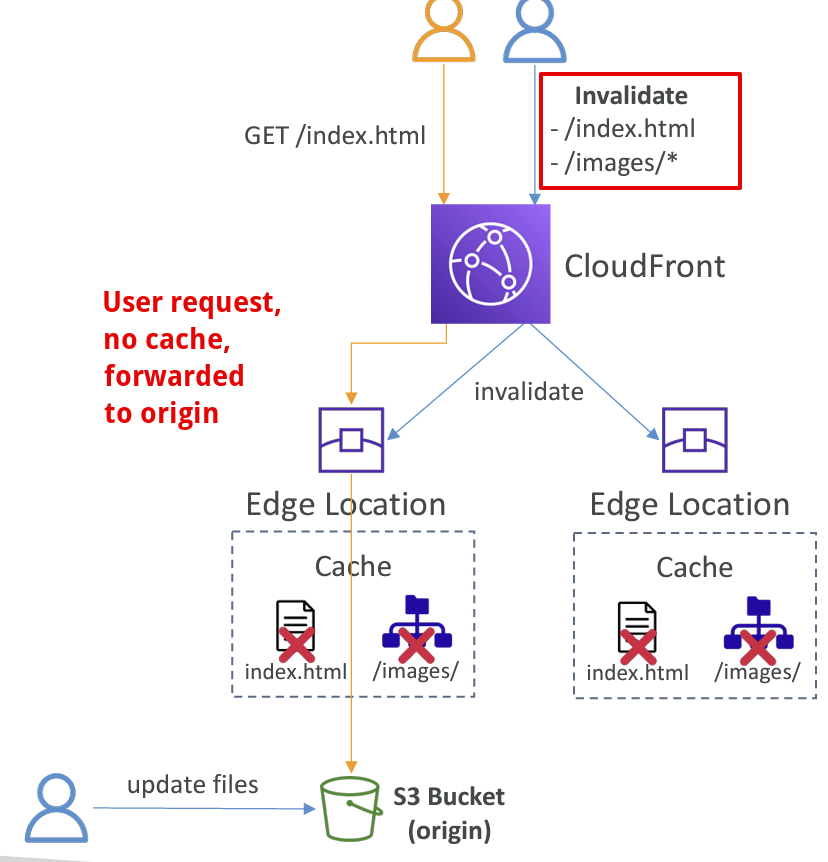 Invalidate
- /index.html
- /images/*
GET /index.html
CloudFront
User request,
no cache,
forwarded
to origin
invalidate
Edge Location
Edge Location
Cache
Cache
index.html
/images/
index.html
/images/
update files
S3 Bucket
(origin)